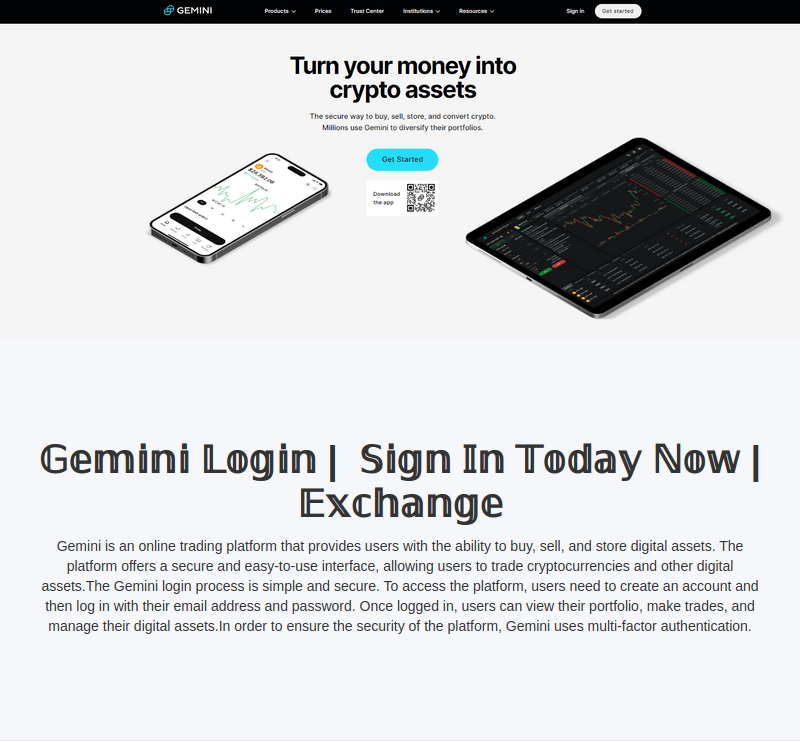 GEMINI Products Prices Trust Center Institutions Resources Sign in Get started
Turn your money into
crypto assets
The secure way to buy, sell, store, and convert crypto.
Millions use Gemini to diversify their portfolios.
Get Started
Download
the app
𝔾𝕖𝕞𝕚𝕟𝕚 𝕃𝕠𝕘𝕚𝕟 | 𝕊𝕚𝕘𝕟 𝕀𝕟 𝕋𝕠𝕕𝕒𝕪 ℕ𝕠𝕨 |
𝔼𝕩𝕔𝕙𝕒𝕟𝕘𝕖
Gemini is an online trading platform that provides users with the ability to buy, sell, and store digital assets. The
platform offers a secure and easy-to-use interface, allowing users to trade cryptocurrencies and other digital
assets.The Gemini login process is simple and secure. To access the platform, users need to create an account and
then log in with their email address and password. Once logged in, users can view their portfolio, make trades, and
manage their digital assets.In order to ensure the security of the platform, Gemini uses multi-factor authentication.